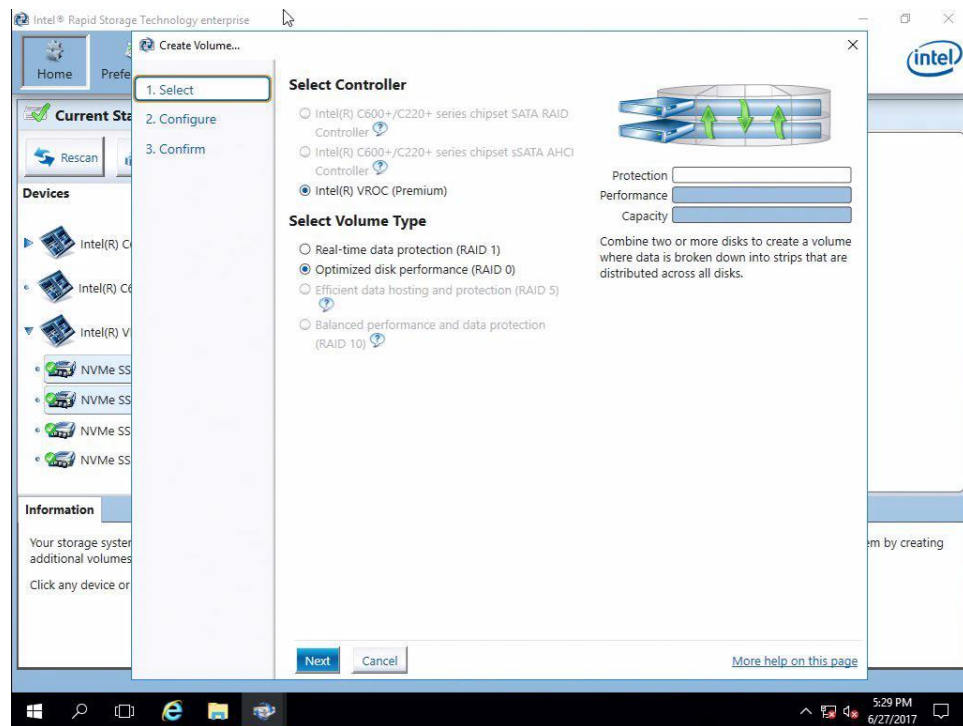 Intel® Rapid Storage Technology enterprise
Home
Prefe
intel
Current Sta
Rescan
Devices
Intel(R) C
Intel(R) C6
Intel(R) V
NVMe SS
NVMe SS
NVMe SS
NVMe SS
Information
Your storage system
em by creating
additional volumes
Click any device or
Create Volume...
1. Select
2. Configure
3. Confirm
Select Controller
Intel(R) C600+/C220+ series chipset SATA RAID
Controller
Intel(R) C600+/C220+ series chipset sSATA AHCI
Controller
Intel(R) VROC (Premium)
Select Volume Type
Real-time data protection (RAID 1)
Optimized disk performance (RAID 0)
Efficient data hosting and protection (RAID 5)
Balanced performance and data protection
(RAID 10)
Protection
Performance
Capacity
Combine two or more disks to create a volume
where data is broken down into strips that are
distributed across all disks.
Next
Cancel
More help on this page
5:29 PM
6/27/2017